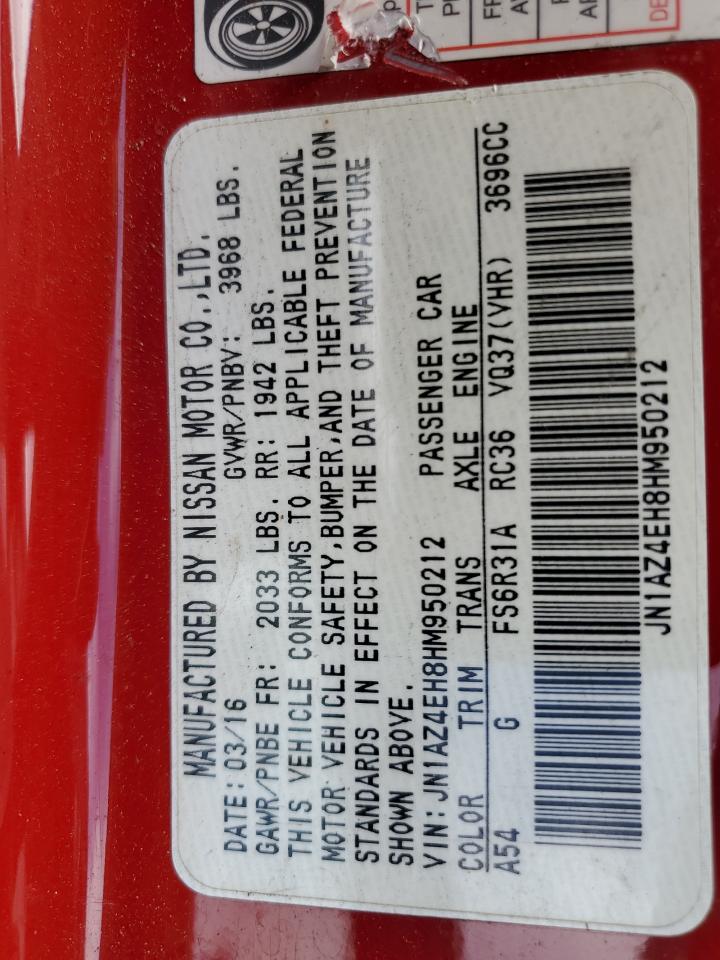 MANUFACTURED BY NISSAN MOTOR CO.,LTD.
DATE: 03/16 GVWR/PNBV: 3968 LBS.
GAWR/PNBE FR: 2033 LBS. RR: 1942 LBS.
THIS VEHICLE CONFORMS TO ALL APPLICABLE FEDERAL
MOTOR VEHICLE SAFETY,BUMPER,AND THEFT PREVENTION
STANDARDS IN EFFECT ON THE DATE OF MANUFACTURE
SHOWN ABOVE.
VIN:JN1AZ4EH8HM950212 PASSENGER CAR
COLOR TRIM TRANS AXLE ENGINE
A54 G FS6R31A RC36 VQ37(VHR) 3696CC
JN1AZ4EH8HM950212